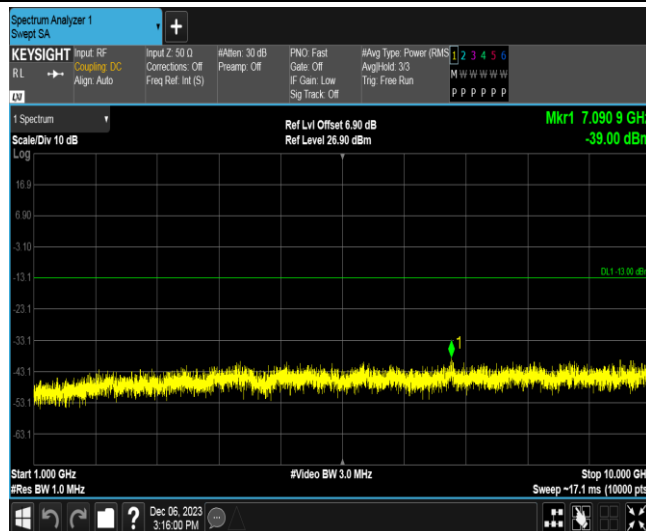 Spectrum Analyzer 1
Swept SA
+
KEYSIGHT
RL
LXI
Input: RF
Coupling: DC
Align: Auto
Input Z: 50 Ω
Corrections: Off
Freq Ref: Int (S)
#Atten: 30 dB
Preamp: Off
PNO: Fast
Gate: Off
IF Gain: Low
Sig Track: Off
#Avg Type: Power (RMS
Avg|Hold: 3/3
Trig: Free Run
1 2 3 4 5 6
M W W W W W
P P P P P P
1 Spectrum
Scale/Div 10 dB
Log
Ref Lvl Offset 6.90 dB
Ref Level 26.90 dBm
Mkr1 7.090 9 GHz
-39.00 dBm
16.9
6.90
-3.10
-13.1
DL1 -13.00 dBm
-23.1
-33.1
1
-43.1
-53.1
-63.1
Start 1.000 GHz
#Res BW 1.0 MHz
#Video BW 3.0 MHz
Stop 10.000 GHz
Sweep ~17.1 ms (10000 pts)
?
Dec 06, 2023
3:16:00 PM